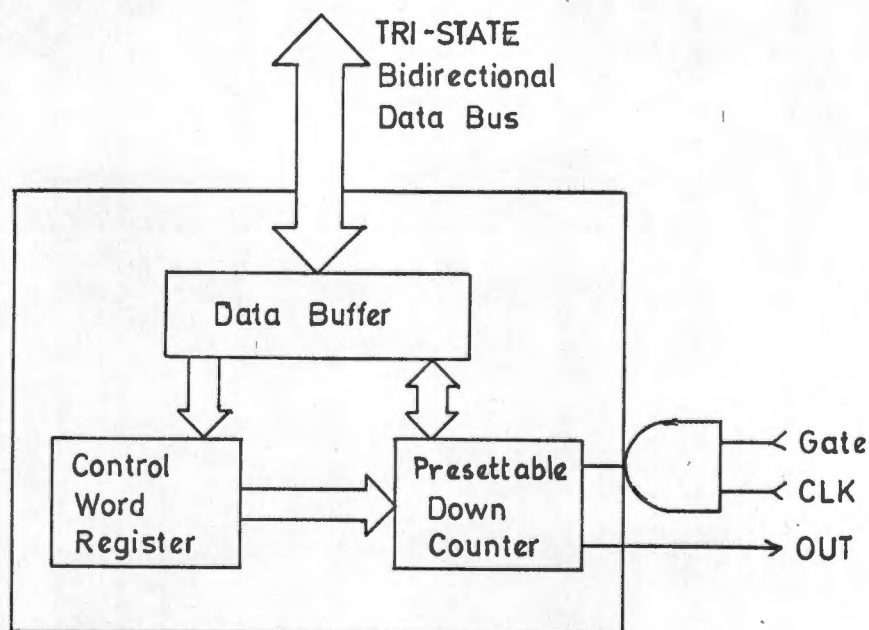 TRI-STATE
Bidirectional
Data Bus
Data Buffer
Control
Word
Register
Presettable
Down
Counter
Gate
CLK
OUT